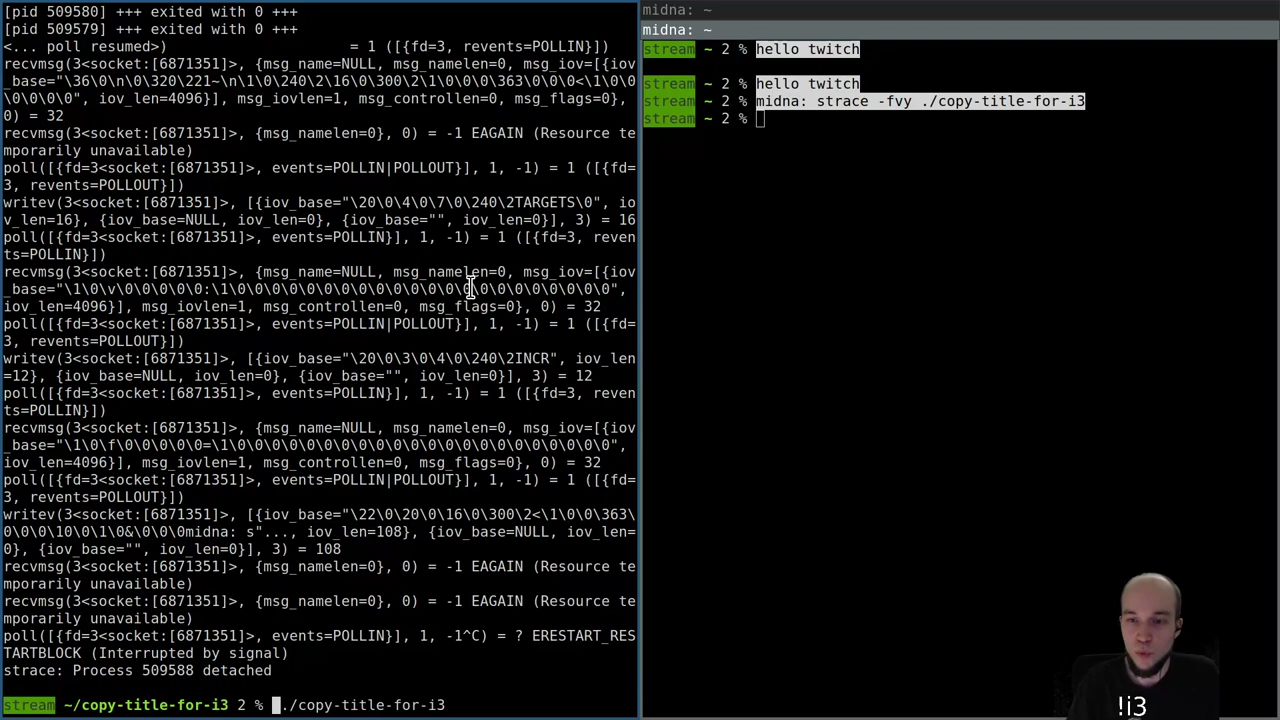 [pid 509580] +++ exited with 0 +++
[pid 509579] +++ exited with 0 +++
<... poll resumed>)                    = 1 ([{fd=3, revents=POLLIN}])
recvmsg(3<socket:[6871351]>, {msg_name=NULL, msg_namelen=0, msg_iov=[{iov
_base="\36\0\n\0\320\221~\n\1\0\240\2\16\0\300\2\1\0\0\0\363\0\0\0<\1\0\0
\0\0\0\0", iov_len=4096}], msg_iovlen=1, msg_controllen=0, msg_flags=0},
0) = 32
recvmsg(3<socket:[6871351]>, {msg_namelen=0}, 0) = -1 EAGAIN (Resource te
mporarily unavailable)
poll([{fd=3<socket:[6871351]>, events=POLLIN|POLLOUT}], 1, -1) = 1 ([{fd=
3, revents=POLLOUT}])
writev(3<socket:[6871351]>, [{iov_base="\20\0\4\0\7\0\240\2TARGETS\0", io
v_len=16}, {iov_base=NULL, iov_len=0}, {iov_base="", iov_len=0}], 3) = 16
poll([{fd=3<socket:[6871351]>, events=POLLIN}], 1, -1) = 1 ([{fd=3, reven
ts=POLLIN}])
recvmsg(3<socket:[6871351]>, {msg_name=NULL, msg_namelen=0, msg_iov=[{iov
_base="\1\0\v\0\0\0\0\0:\1\0\0\0\0\0\0\0\0\0\0\0\0\0\0\0\0\0\0\0\0\0\0",
iov_len=4096}], msg_iovlen=1, msg_controllen=0, msg_flags=0}, 0) = 32
poll([{fd=3<socket:[6871351]>, events=POLLIN|POLLOUT}], 1, -1) = 1 ([{fd=
3, revents=POLLOUT}])
writev(3<socket:[6871351]>, [{iov_base="\20\0\3\0\4\0\240\2INCR", iov_len
=12}, {iov_base=NULL, iov_len=0}, {iov_base="", iov_len=0}], 3) = 12
poll([{fd=3<socket:[6871351]>, events=POLLIN}], 1, -1) = 1 ([{fd=3, reven
ts=POLLIN}])
recvmsg(3<socket:[6871351]>, {msg_name=NULL, msg_namelen=0, msg_iov=[{iov
_base="\1\0\f\0\0\0\0\0=\1\0\0\0\0\0\0\0\0\0\0\0\0\0\0\0\0\0\0\0\0\0\0",
iov_len=4096}], msg_iovlen=1, msg_controllen=0, msg_flags=0}, 0) = 32
poll([{fd=3<socket:[6871351]>, events=POLLIN|POLLOUT}], 1, -1) = 1 ([{fd=
3, revents=POLLOUT}])
writev(3<socket:[6871351]>, [{iov_base="\22\0\20\0\16\0\300\2<\1\0\0\363\
0\0\0\10\0\1\0&\0\0\0midna: s"..., iov_len=108}, {iov_base=NULL, iov_len=
0}, {iov_base="", iov_len=0}], 3) = 108
recvmsg(3<socket:[6871351]>, {msg_namelen=0}, 0) = -1 EAGAIN (Resource te
mporarily unavailable)
recvmsg(3<socket:[6871351]>, {msg_namelen=0}, 0) = -1 EAGAIN (Resource te
mporarily unavailable)
poll([{fd=3<socket:[6871351]>, events=POLLIN}], 1, -1^C) = ? ERESTART_RES
TARTBLOCK (Interrupted by signal)
strace: Process 509588 detached
stream ~/copy-title-for-i3 2 % ./copy-title-for-i3
midna: ~
midna: ~
stream ~ 2 % hello twitch
stream ~ 2 % hello twitch
stream ~ 2 % midna: strace -fvy ./copy-title-for-i3
stream ~ 2 %
!i3